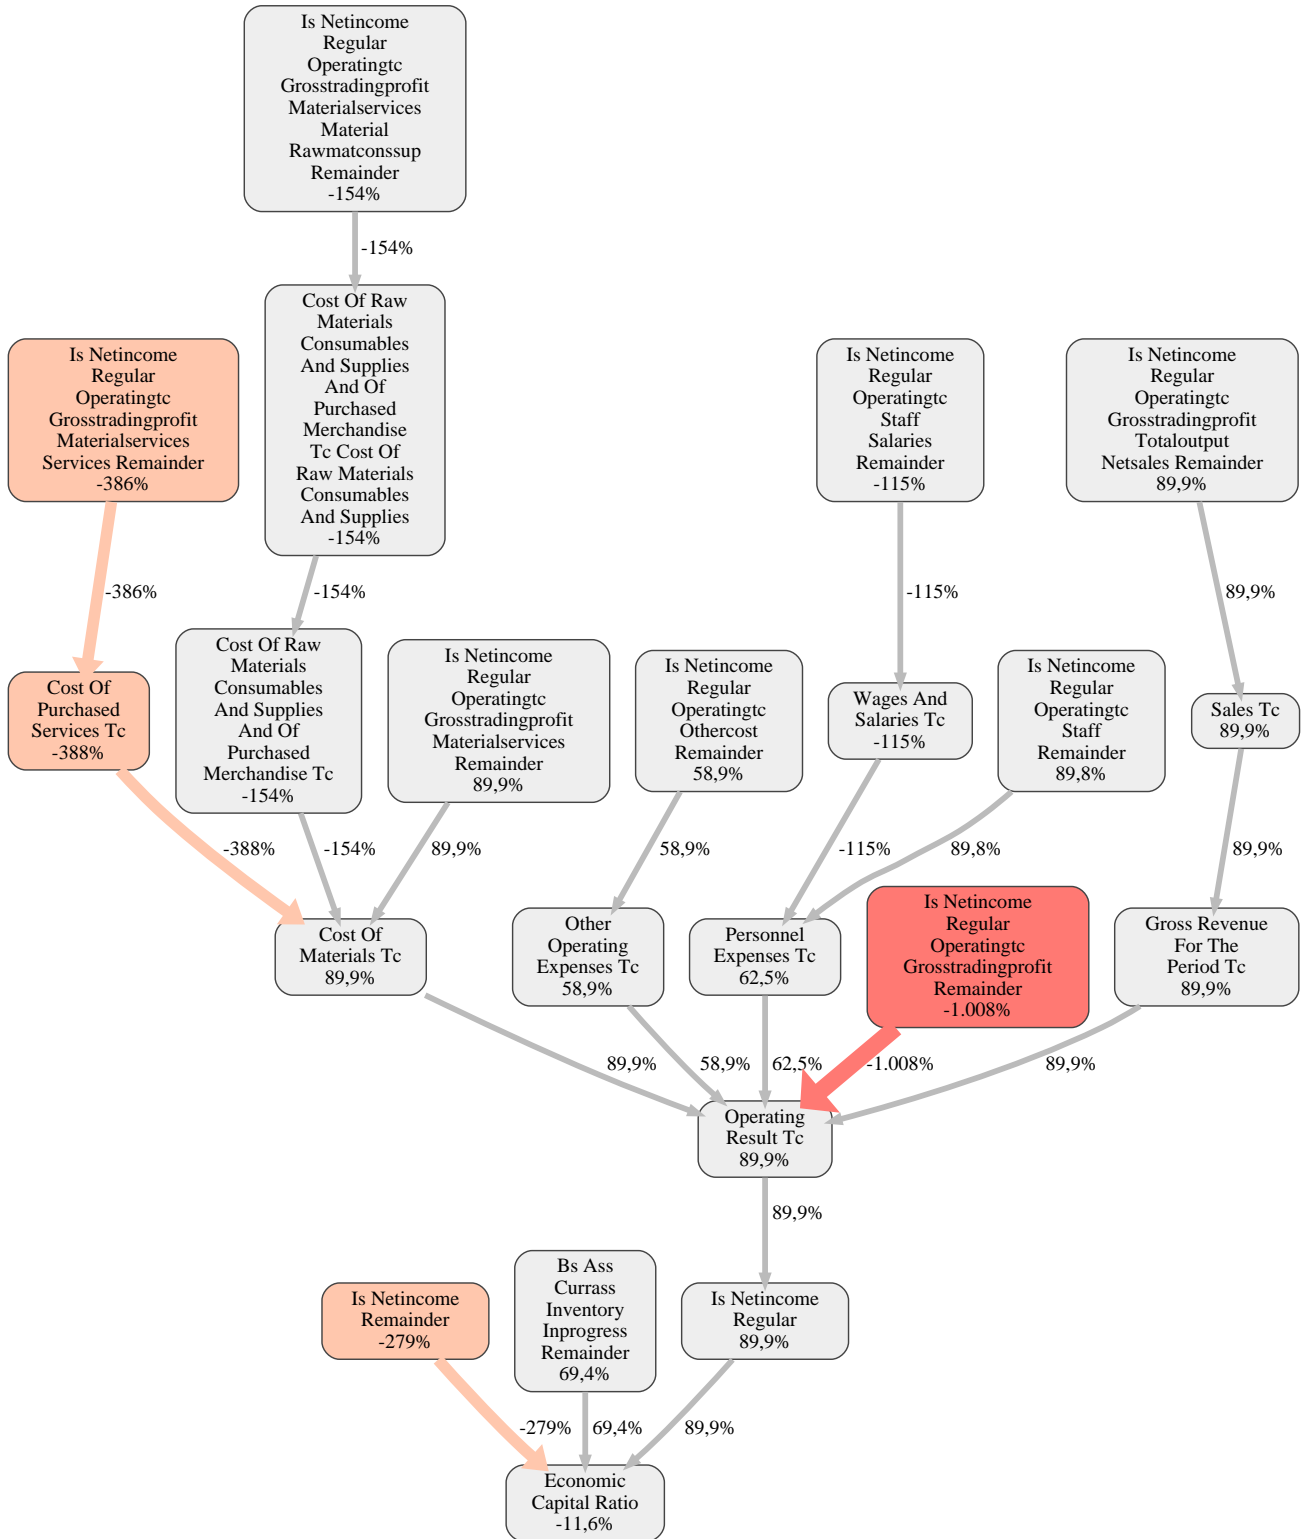 Is Netincome
Regular
Operatingtc
Grosstradingprofit
Materialservices
Material
Rawmatconssup
Remainder
-154%
-154%
Cost Of Raw
Materials
Consumables
And Supplies
And Of
Purchased
Merchandise
Tc Cost Of
Raw Materials
Consumables
And Supplies
-154%
Is Netincome
Regular
Operatingtc
Grosstradingprofit
Materialservices
Services Remainder
-386%
Is Netincome
Regular
Operatingtc
Staff
Salaries
Remainder
-115%
Is Netincome
Regular
Operatingtc
Grosstradingprofit
Totaloutput
Netsales Remainder
89,9%
-386%
-154%
-115%
89,9%
Cost Of
Purchased
Services Tc
-388%
Cost Of Raw
Materials
Consumables
And Supplies
And Of
Purchased
Merchandise Tc
-154%
Is Netincome
Regular
Operatingtc
Grosstradingprofit
Materialservices
Remainder
89,9%
Is Netincome
Regular
Operatingtc
Othercost
Remainder
58,9%
Wages And
Salaries Tc
-115%
Is Netincome
Regular
Operatingtc
Staff
Remainder
89,8%
Sales Tc
89,9%
-388%
-154%
89,9%
58,9%
-115%
89,8%
89,9%
Cost Of
Materials Tc
89,9%
Other
Operating
Expenses Tc
58,9%
Personnel
Expenses Tc
62,5%
Is Netincome
Regular
Operatingtc
Grosstradingprofit
Remainder
-1.008%
Gross Revenue
For The
Period Tc
89,9%
89,9%
58,9%
62,5%
-1.008%
89,9%
Operating
Result Tc
89,9%
89,9%
Is Netincome
Remainder
-279%
Bs Ass
Currass
Inventory
Inprogress
Remainder
69,4%
Is Netincome
Regular
89,9%
-279%
69,4%
89,9%
Economic
Capital Ratio
-11,6%